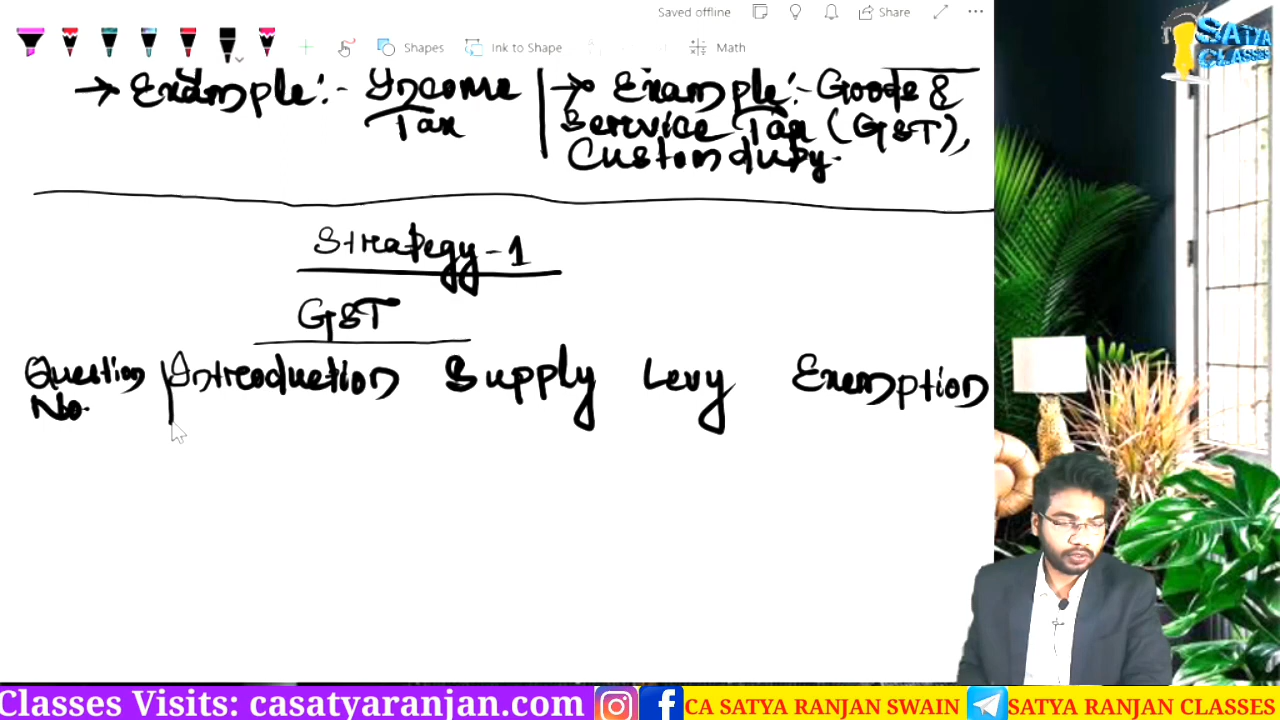 Saved offline
Share
Shapes
Ink to Shape
Math
→ Example:- Income Tax
→ Example:- Goods & Service Tax (GST), Custom duty.
Strategy-1
GST
Question No.
Introduction
Supply
Levy
Exemption
SATYA
CLASSES
Classes Visits: casatyaranjan.com
CA SATYA RANJAN SWAIN
SATYA RANJAN CLASSES